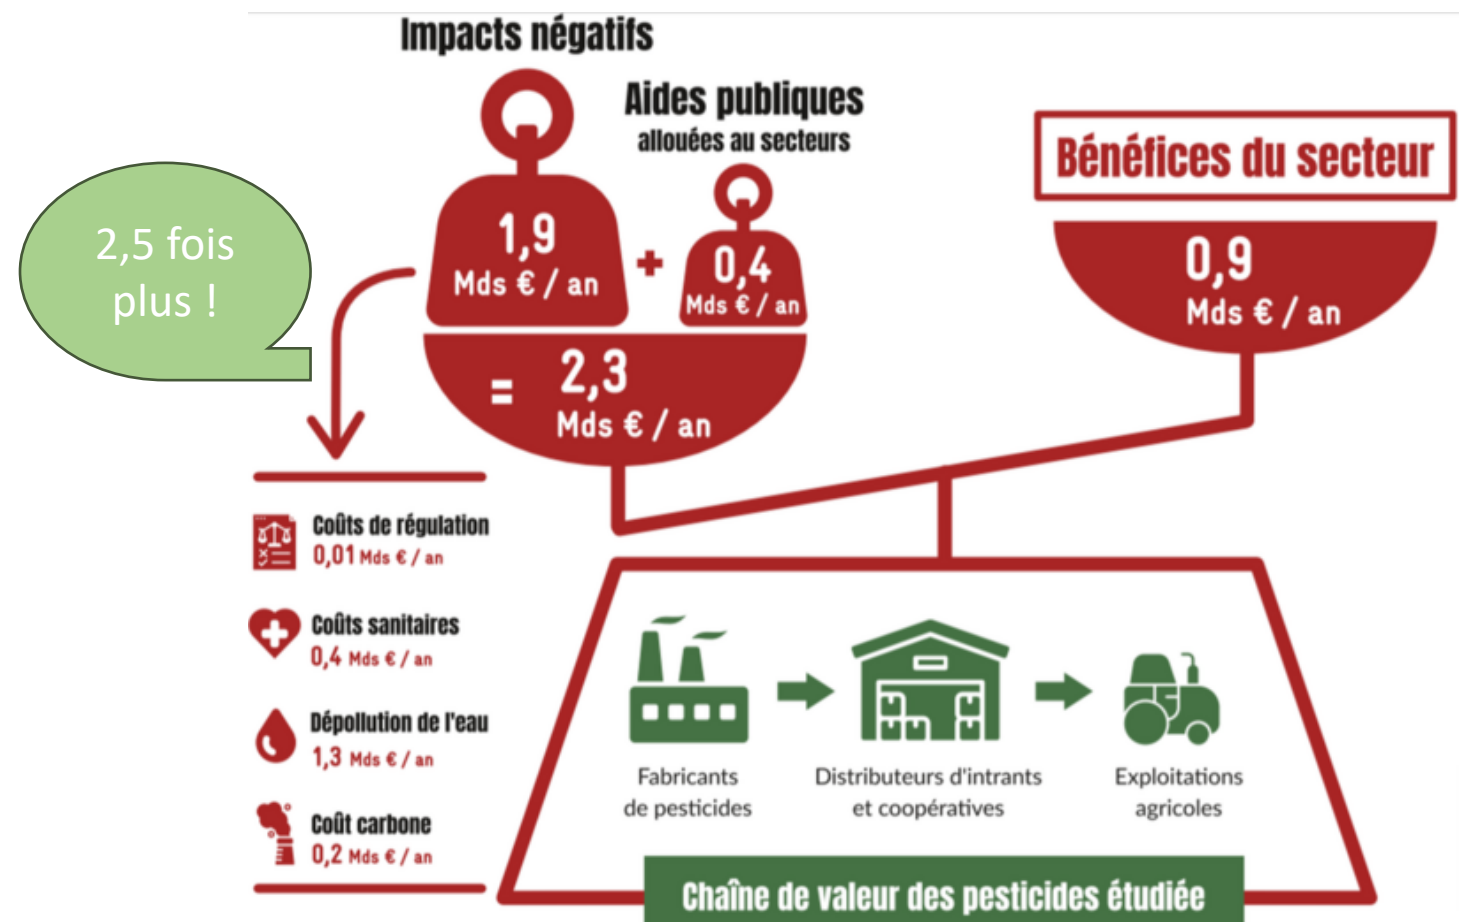 Impacts négatifs
Aides publiques
allouées au secteurs
Bénéfices du secteur
2,5 fois
plus !
1,9
Mds € / an
+
0,4
Mds € / an
0,9
Mds € / an
= 2,3
Mds € / an
Coûts de régulation
0,01 Mds € / an
Coûts sanitaires
0,4 Mds € / an
Dépollution de l'eau
1,3 Mds € / an
Coût carbone
0,2 Mds € / an
Fabricants
de pesticides
Distributeurs d'intrants
et coopératives
Exploitations
agricoles
Chaîne de valeur des pesticides étudiée